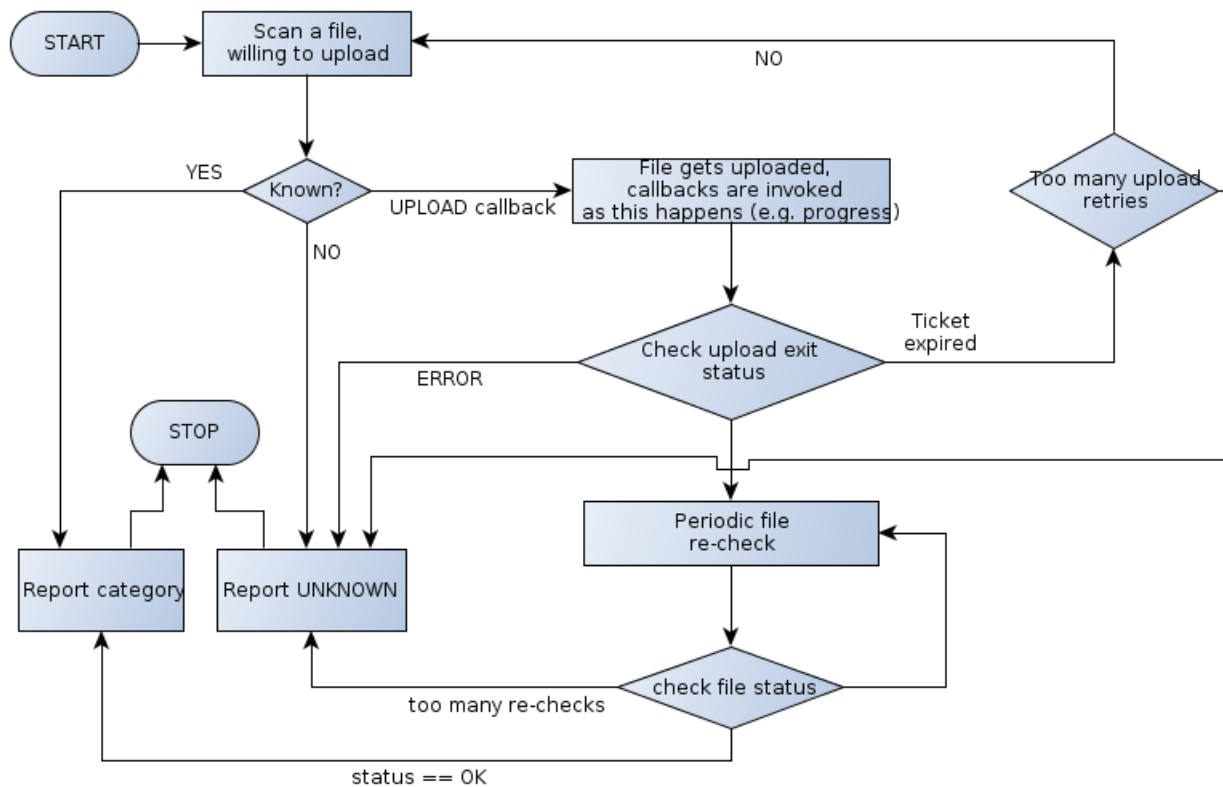 START
Scan a file,
willing to upload
NO
YES
Known?
UPLOAD callback
File gets uploaded,
callbacks are invoked
as this happens (e.g. progress)
Too many upload
retries
NO
Check upload exit
status
Ticket
expired
ERROR
STOP
Periodic file
re-check
Report category
Report UNKNOWN
check file status
too many re-checks
status == OK